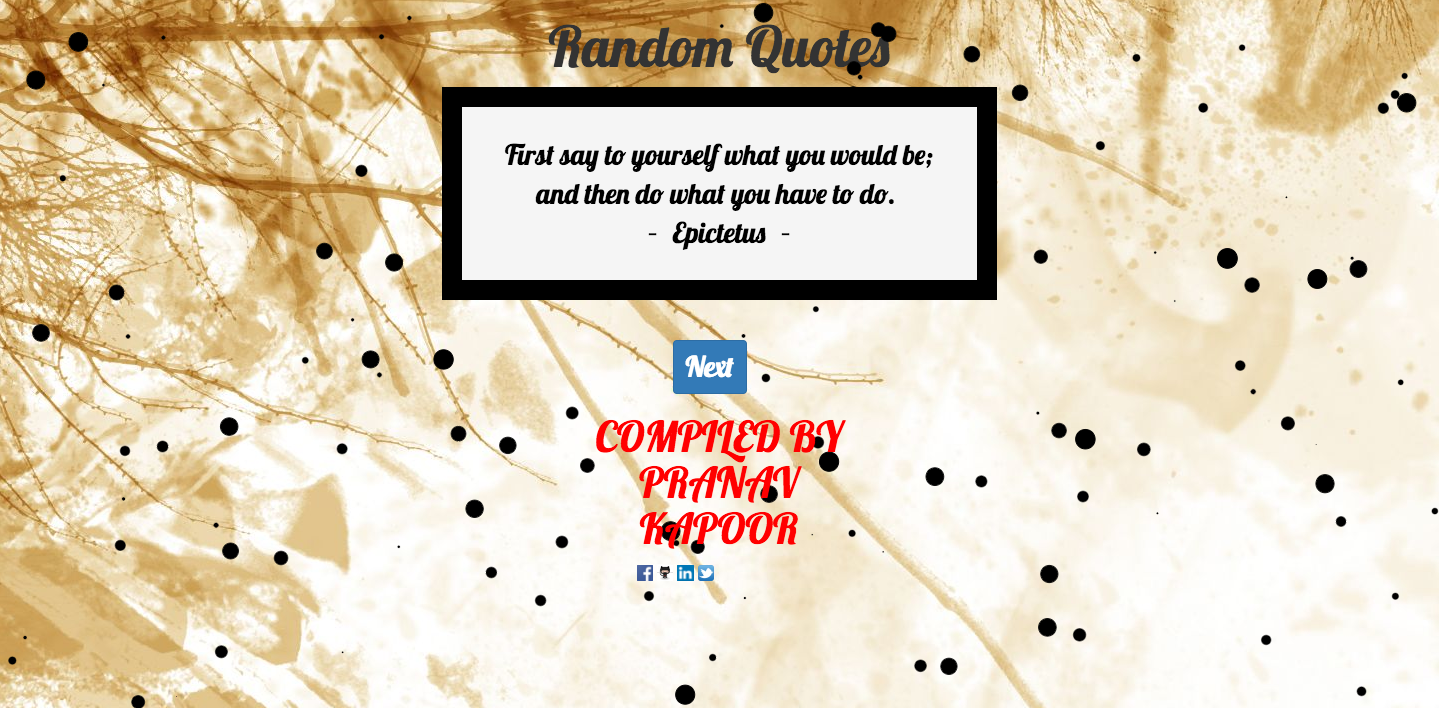 Random Quotes
First say to yourself what you would be;
and then do what you have to do.
- Epictetus -
Next
COMPILED BY
PRANAV
KAPOOR